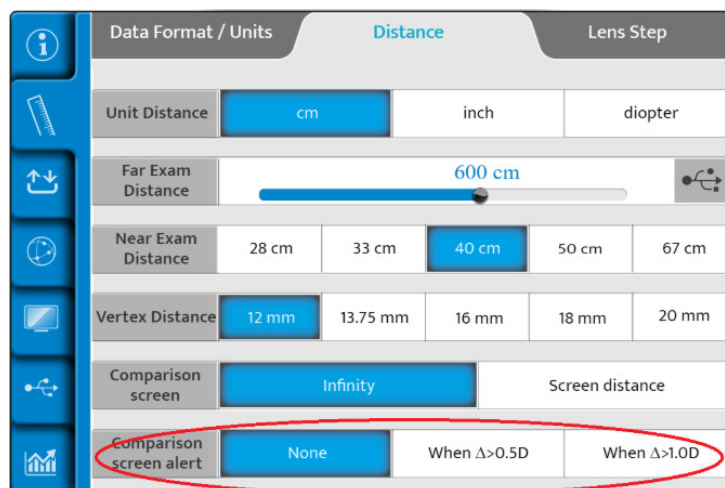 Data Format / Units Distance Lens Step
Unit Distance cm inch diopter
600 cm
Far Exam
Distance
Near Exam
Distance 28 cm 33 cm 40 cm 50 cm 67 cm
Vertex Distance 12 mm 13.75 mm 16 mm 18 mm 20 mm
Comparison
screen Infinity Screen distance
Comparison
screen alert None When Δ>0.5D When Δ>1.0D